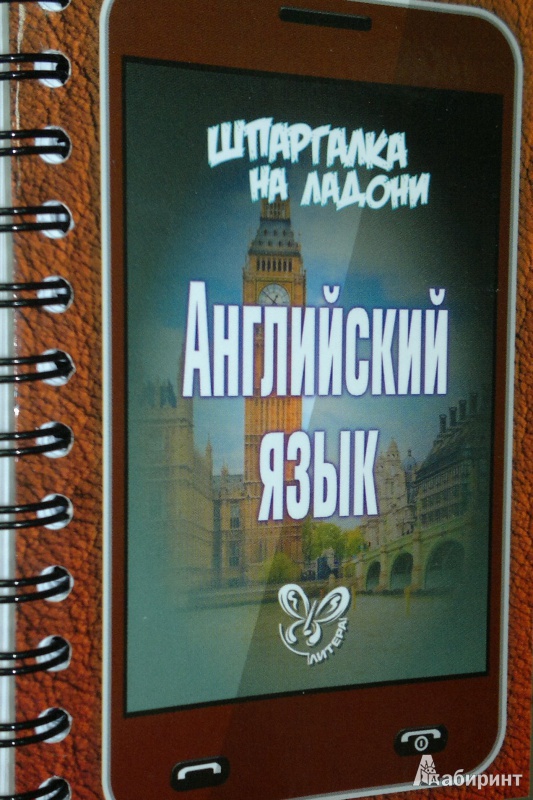 ШПАРГАЛКА
НА ЛАДОНИ
Английский
язык
ЛИТЕРА
Лабиринт